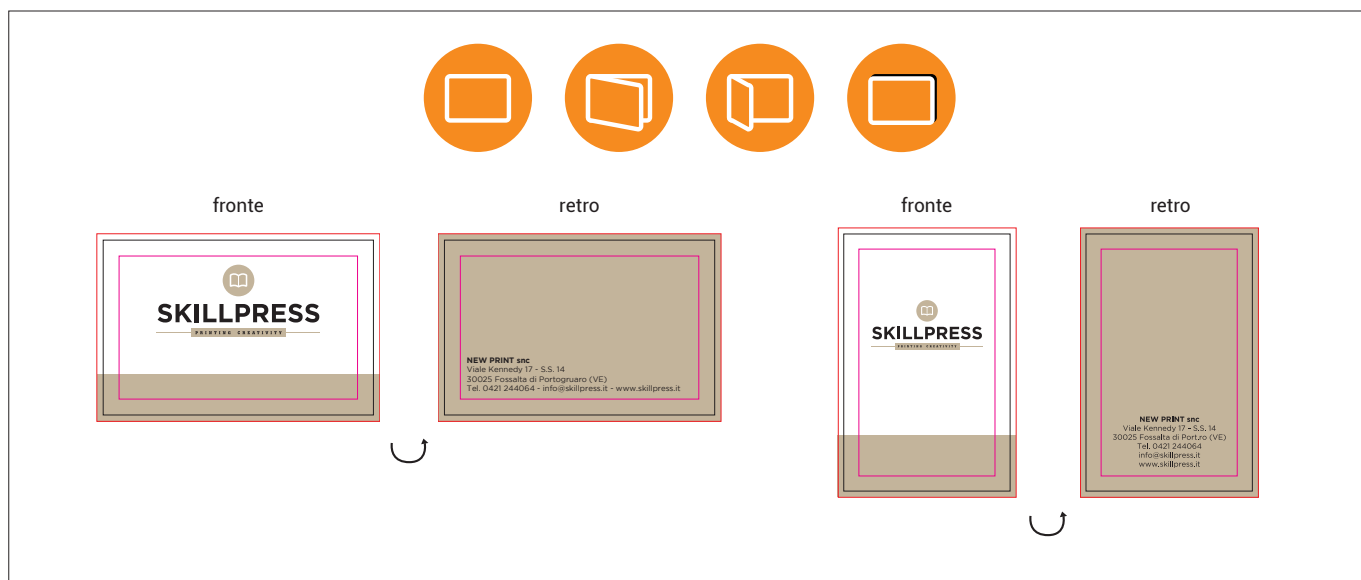 fronte
retro
SKILLPRESS
PRINTING CREATIVITY
NEW PRINT snc
Viale Kennedy 17 - S.S. 14
30025 Fossalta di Portogruaro (VE)
Tel. 0421 244064 - info@skillpress.it - www.skillpress.it
fronte
retro
SKILLPRESS
PRINTING CREATIVITY
NEW PRINT snc
Viale Kennedy 17 - S.S. 14
30025 Fossalta di Port.ro (VE)
Tel. 0421 244064
info@skillpress.it
www.skillpress.it